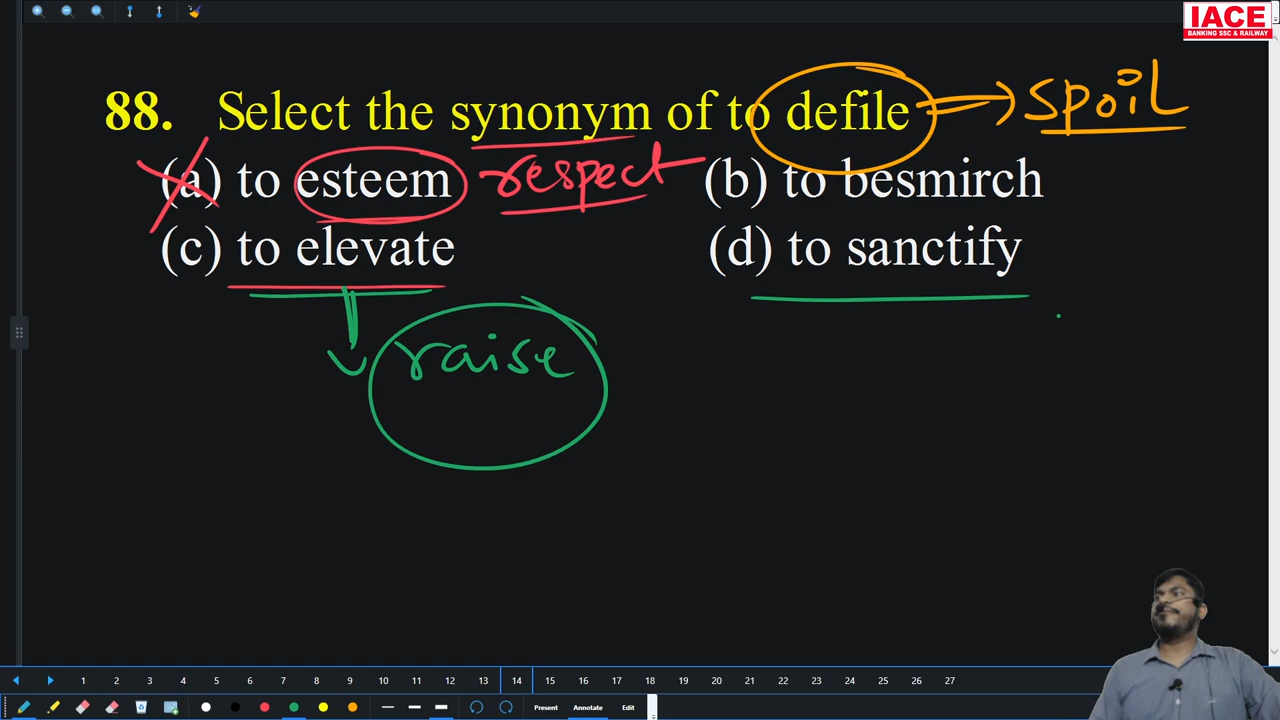 IACE
BANKING SSC & RAILWAY
88. Select the synonym of to defile → spoil
(a) to esteem respect (b) to besmirch
(c) to elevate (d) to sanctify
raise
1 2 3 4 5 6 7 8 9 10 11 12 13 14 15 16 17 18 19 20 21 22 23 24 25 26 27
Present Annotate Edit